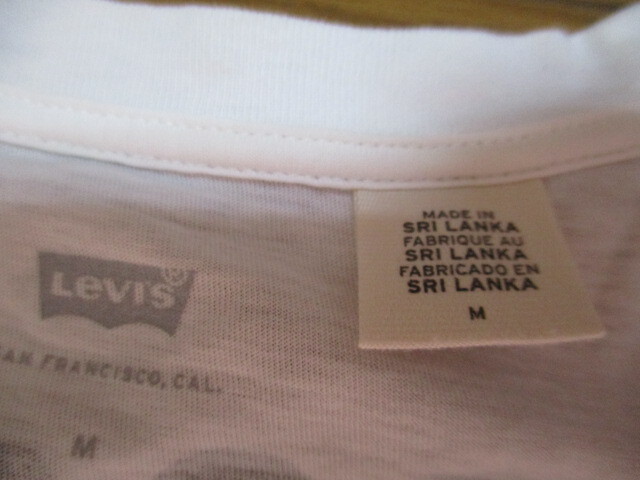 MADE IN
SRI LANKA
FABRIQUE AU
SRI LANKA
FABRICADO EN
SRI LANKA
M
LEVI'S®
SAN FRANCISCO, CAL.
M